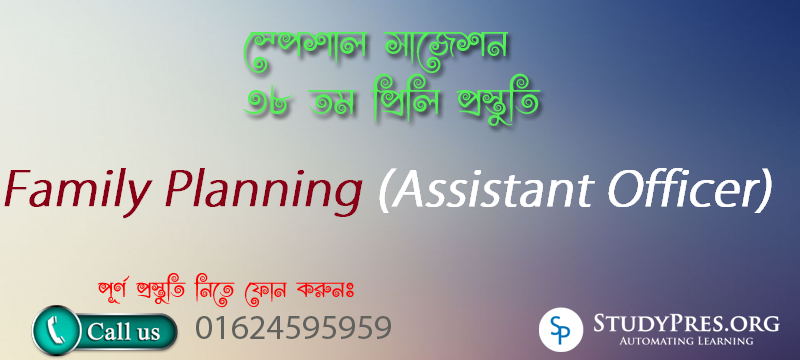 স্পেশাল সাজেশন
৩৮ তম প্রিলি প্রস্তুতি
Family Planning (Assistant Officer)
পূর্ণ প্রস্তুতি নিতে ফোন করুনঃ
Call us 01624595959
SP STUDYPRES.ORG
AUTOMATING LEARNING